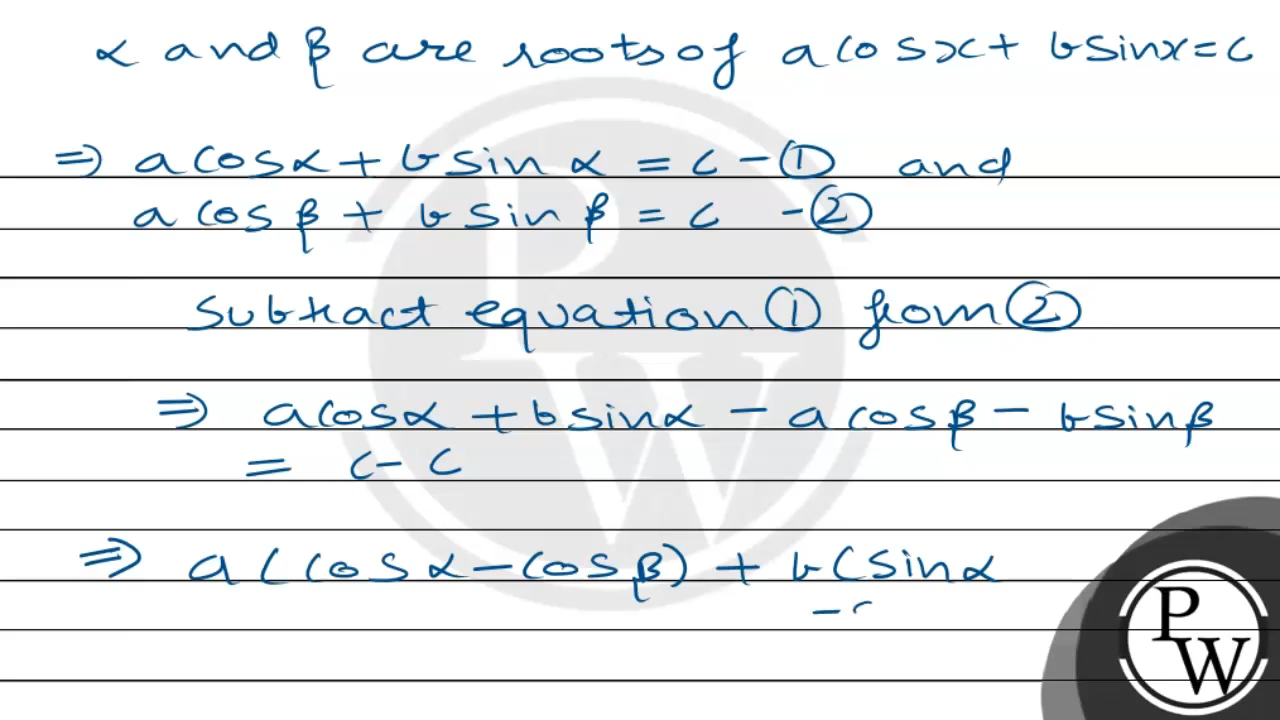 α and β are roots of a cos x + b sin x = c
⇒ a cos α + b sin α = c - ① and
a cos β + b sin β = c - ②
subtract equation ① from ②
⇒ a cos α + b sin α - a cos β - b sin β
= c - c
⇒ a (cos α - cos β) + b (sin α
-
P
W
P
W